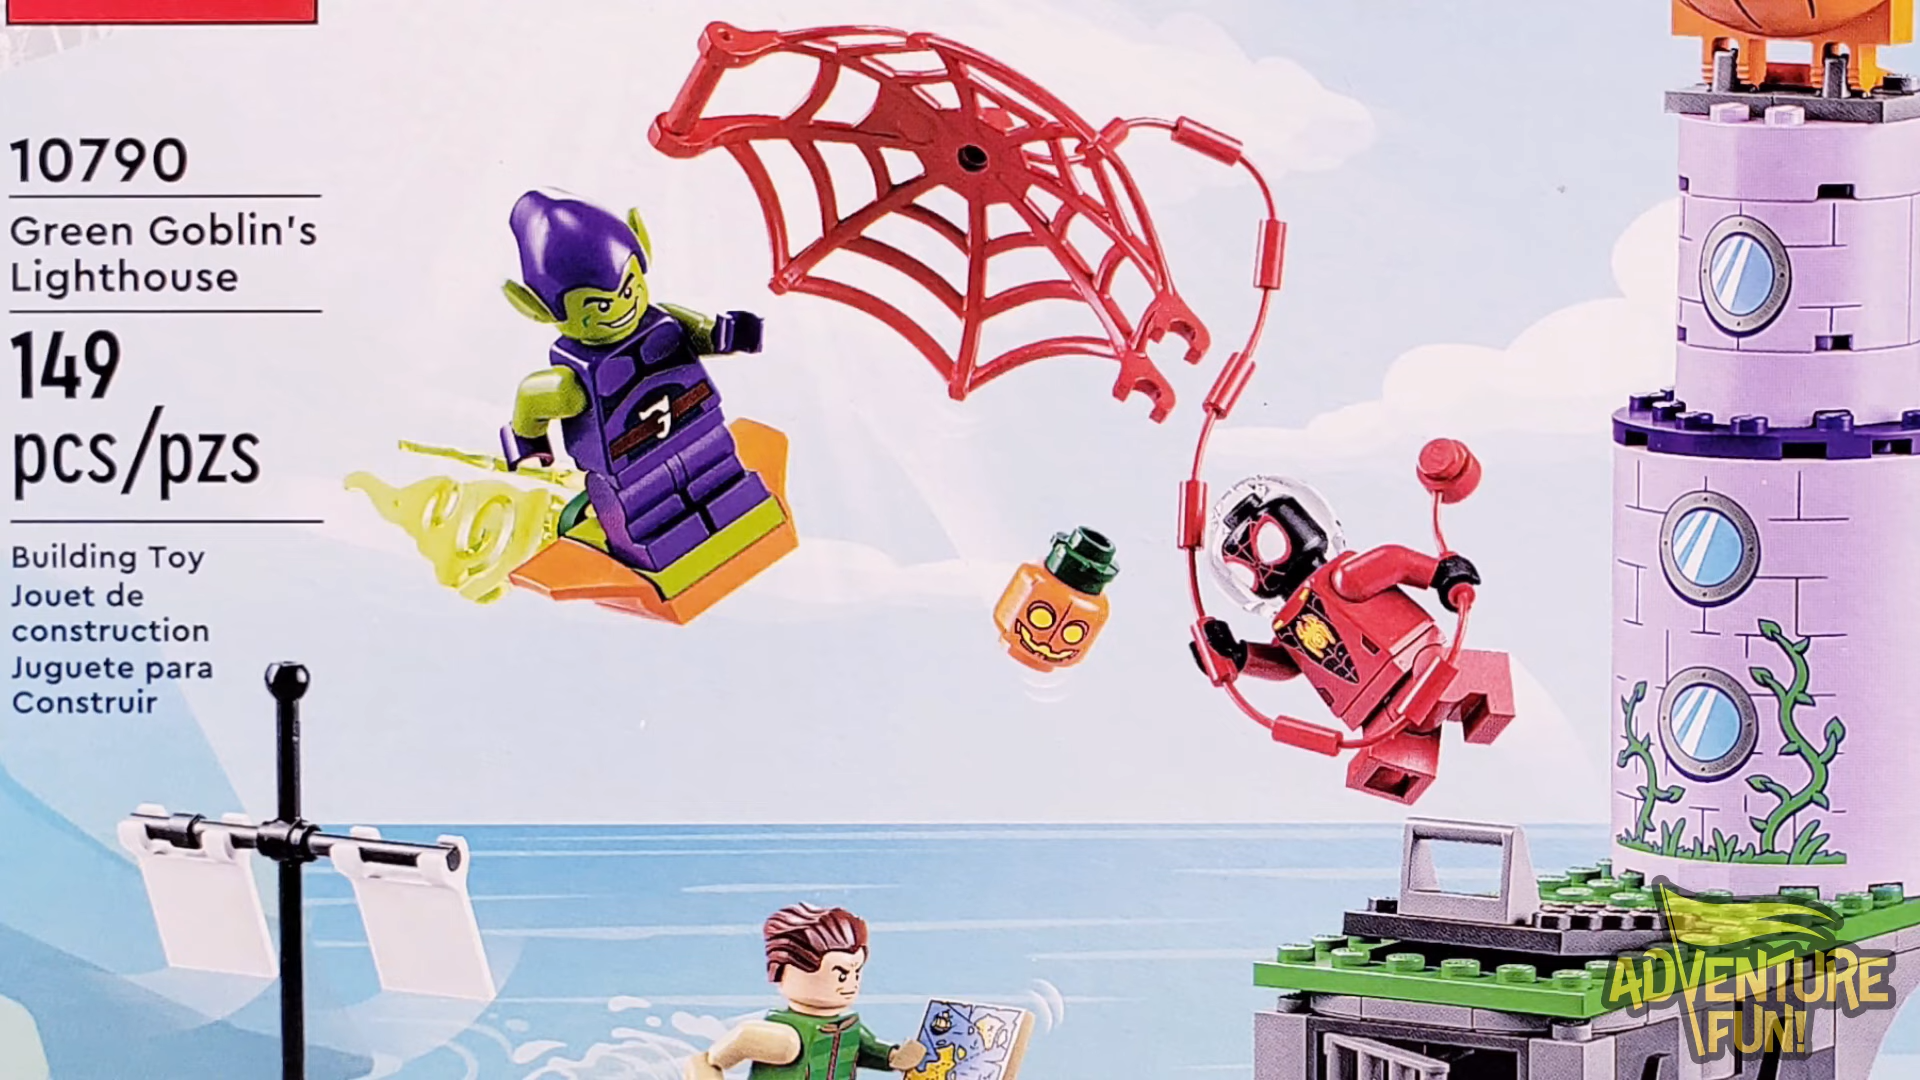 10790
Green Goblin's
Lighthouse
149
pcs/pzs
Building Toy
Jouet de
construction
Juguete para
Construir
ADVENTURE
FUN!